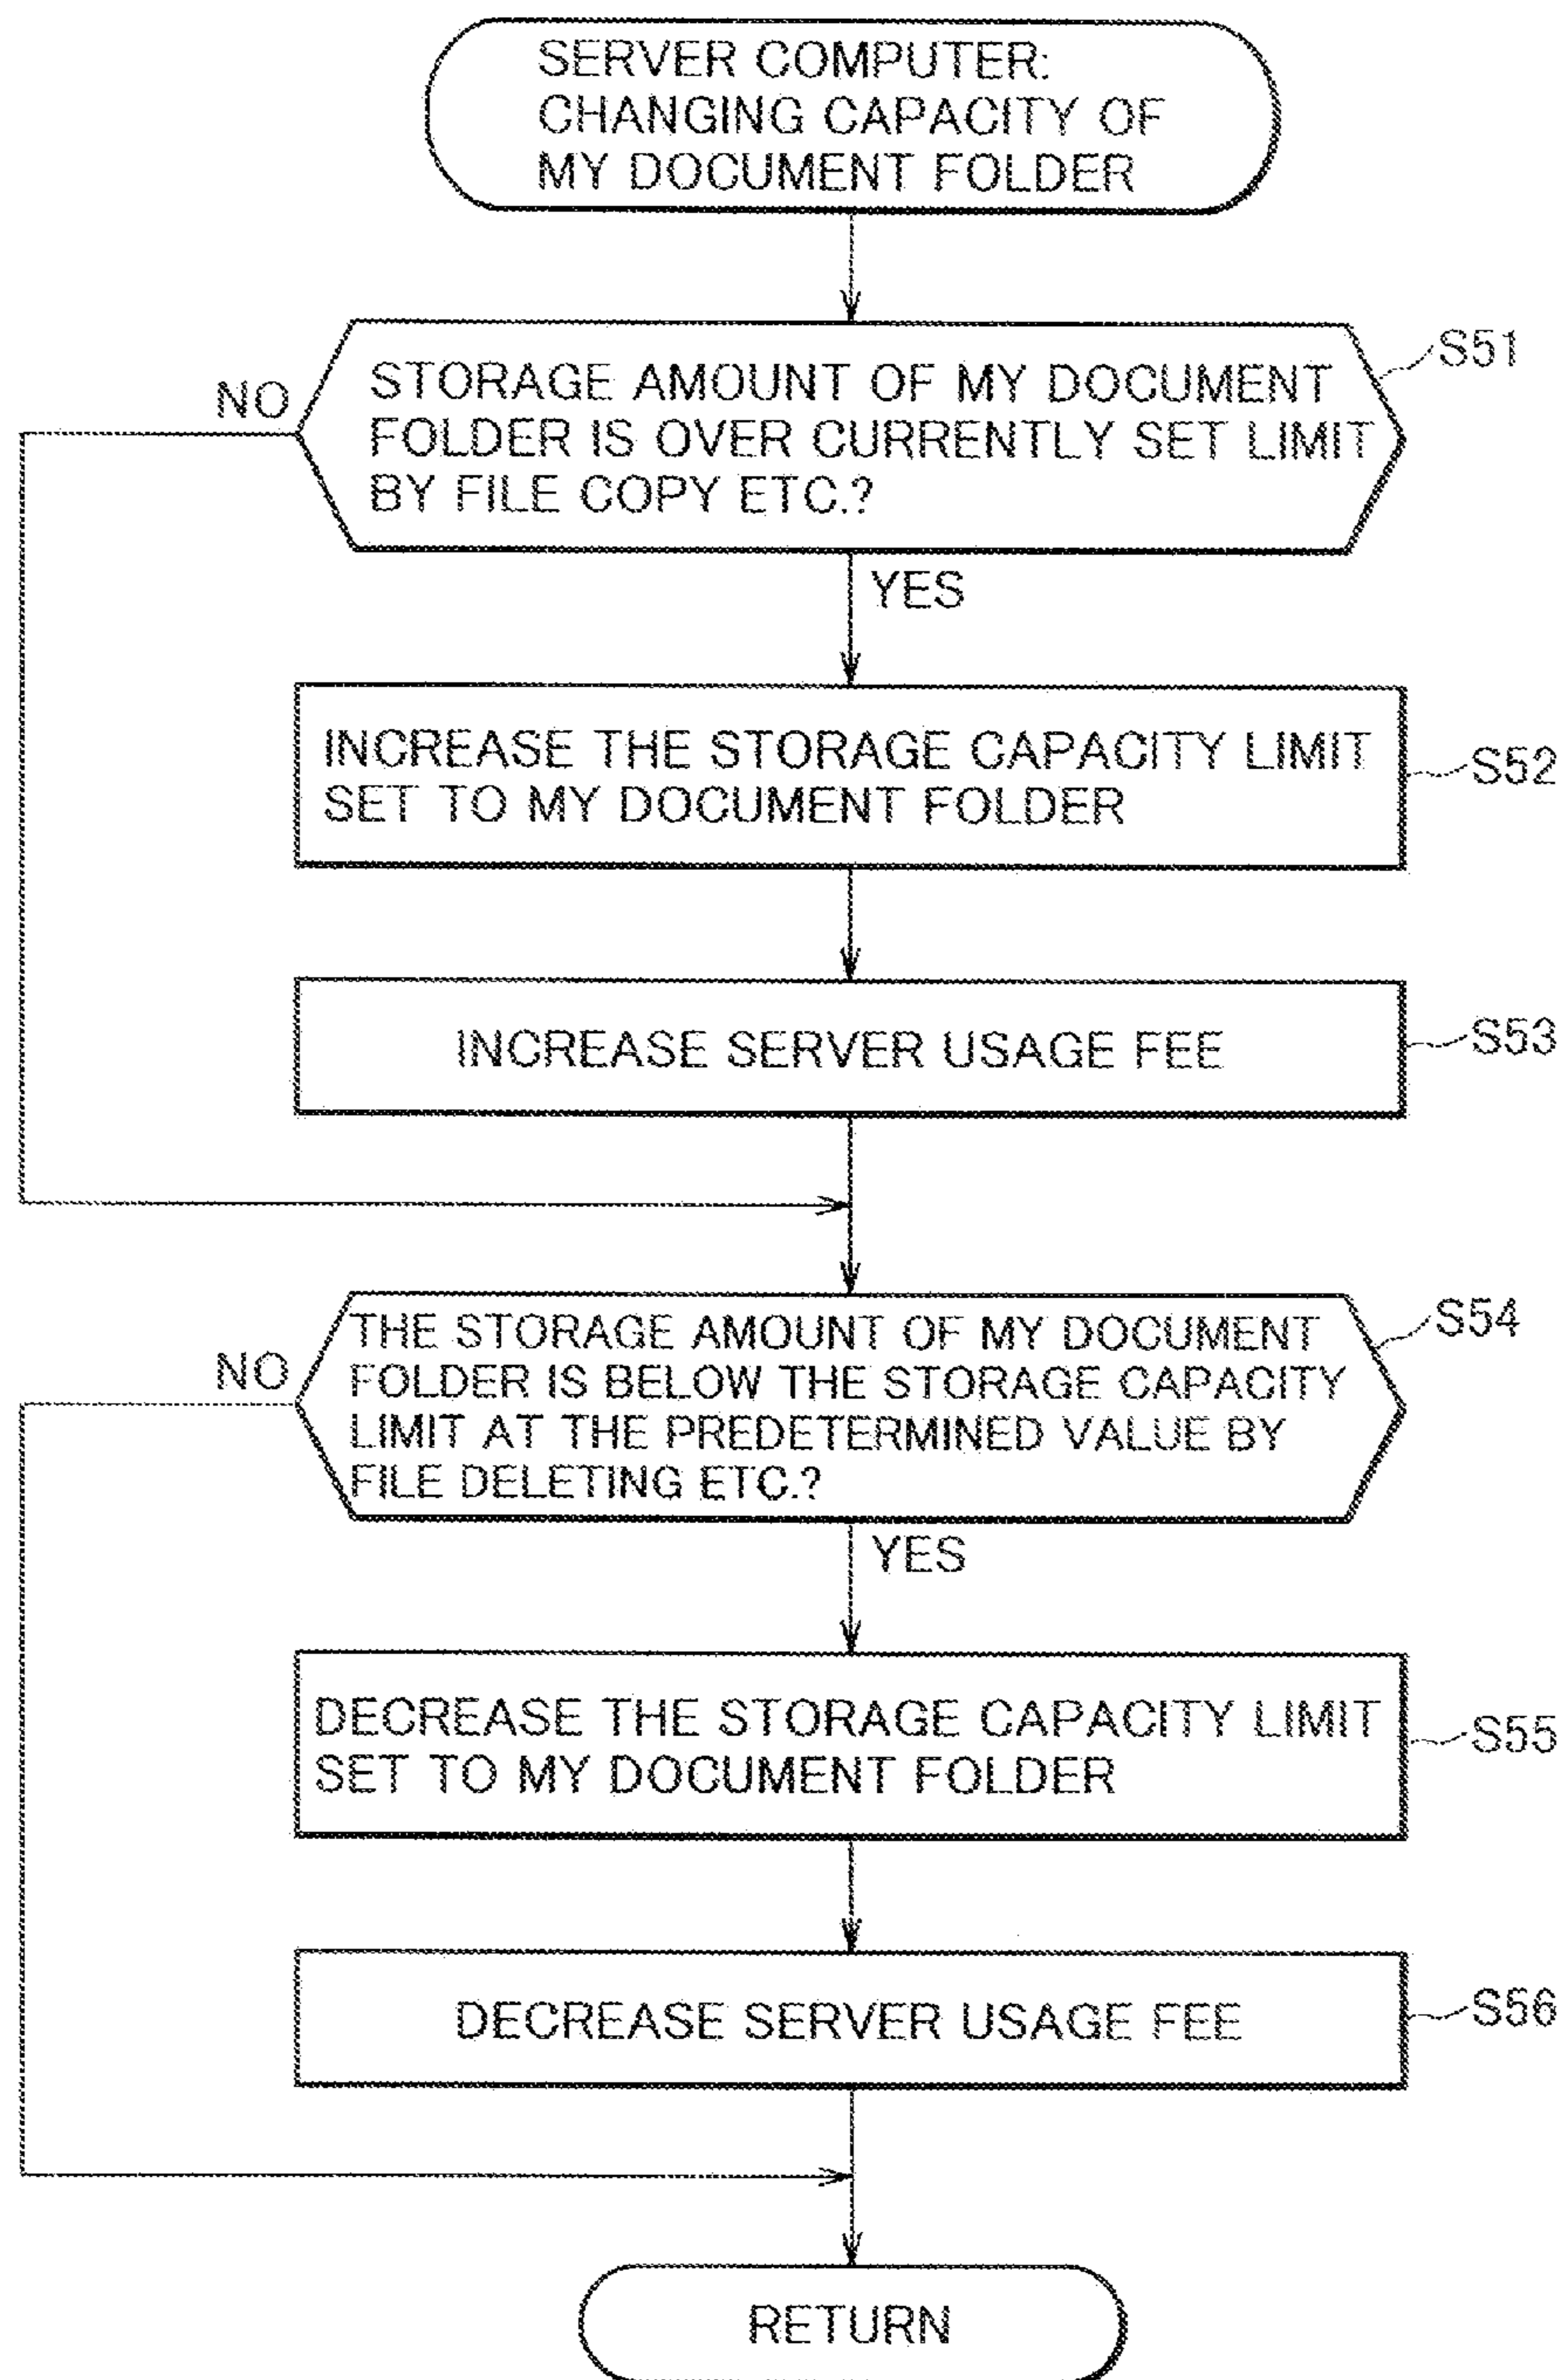 SERVER COMPUTER:
CHANGING CAPACITY OF
MY DOCUMENT FOLDER
S51
NO
STORAGE AMOUNT OF MY DOCUMENT
FOLDER IS OVER CURRENTLY SET LIMIT
BY FILE COPY ETC.?
YES
INCREASE THE STORAGE CAPACITY LIMIT
SET TO MY DOCUMENT FOLDER
S52
INCREASE SERVER USAGE FEE
S53
S54
NO
THE STORAGE AMOUNT OF MY DOCUMENT
FOLDER IS BELOW THE STORAGE CAPACITY
LIMIT AT THE PREDETERMINED VALUE BY
FILE DELETING ETC.?
YES
DECREASE THE STORAGE CAPACITY LIMIT
SET TO MY DOCUMENT FOLDER
S55
DECREASE SERVER USAGE FEE
S56
RETURN